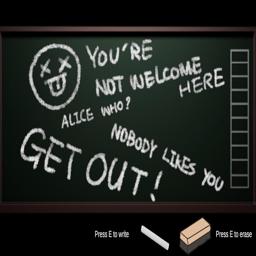 YOU'RE
NOT WELCOME
HERE
ALICE WHO?
NOBODY LIKES YOU
GET OUT!
Press E to write
Press E to erase